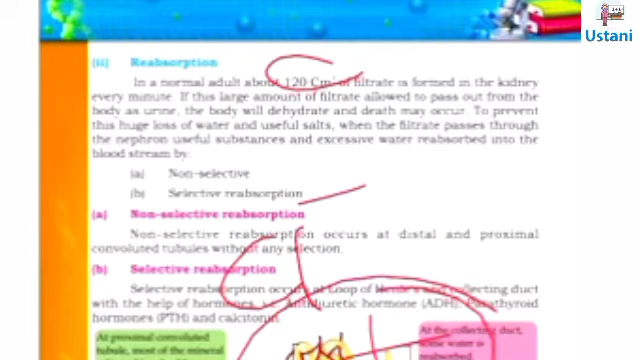 Ustani
(ii) Reabsorption
In a normal adult about 120 Cm³ of filtrate is formed in the kidney
every minute. If this large amount of filtrate allowed to pass out from the
body as urine, the body will dehydrate and death may occur. To prevent
this huge loss of water and useful salts, when the filtrate passes through
the nephron useful substances and excessive water reabsorbed into the
blood stream by.
(a) Non-selective
(b) Selective reabsorption
(a) Non-selective reabsorption
Non-selective reabsorption occurs at distal and proximal
convoluted tubules without any selection.
(b) Selective reabsorption
Selective reabsorption occurs at Loop of Henle's and collecting duct
with the help of hormones, i.e. Antidiuretic hormone (ADH), Parathyroid
hormones (PTH) and calcitonin.
At proximal convoluted
tubule, most of the mineral
At the collecting duct,
some water is
reabsorbed